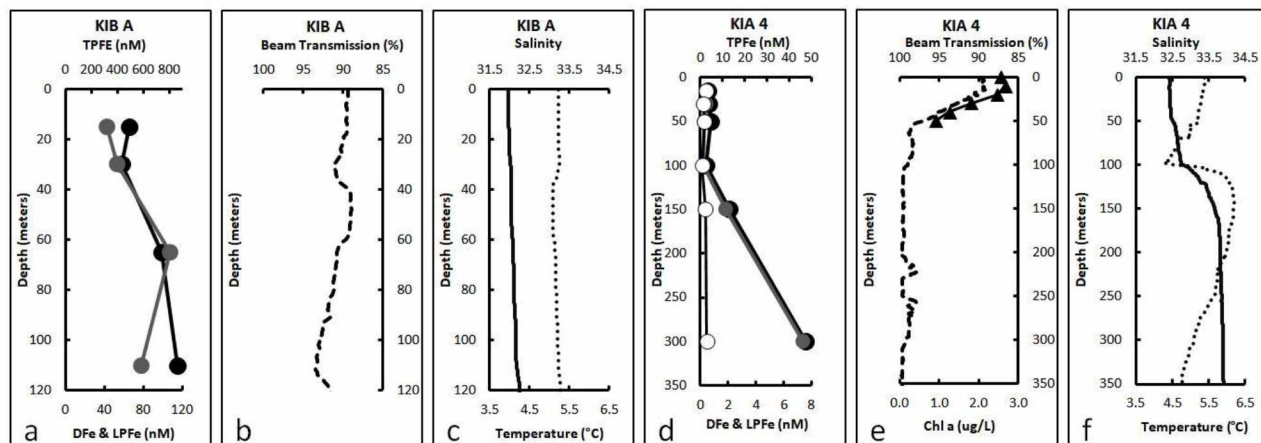 KIB A
TPFE (nM)
0 200 400 600 800
0
20
40
60
80
100
120
Depth (meters)
0 40 80 120
DFe & LPFe (nM)
a
KIB A
Beam Transmission (%)
100 95 90 85
0
20
40
60
80
100
120
Depth (meters)
b
KIB A
Salinity
31.5 32.5 33.5 34.5
0
20
40
60
80
100
120
Depth (meters)
3.5 4.5 5.5 6.5
Temperature (°C)
c
KIA 4
TPFe (nM)
0 10 20 30 40 50
0
50
100
150
200
250
300
350
Depth (meters)
0 2 4 6 8
DFe & LPFe (nM)
d
KIA 4
Beam Transmission (%)
100 95 90 85
0
50
100
150
200
250
300
350
Depth (meters)
0.0 1.0 2.0 3.0
Chl a (ug/L)
e
KIA 4
Salinity
31.5 32.5 33.5 34.5
0
50
100
150
200
250
300
350
Depth (meters)
3.5 4.5 5.5 6.5
Temperature (°C)
f